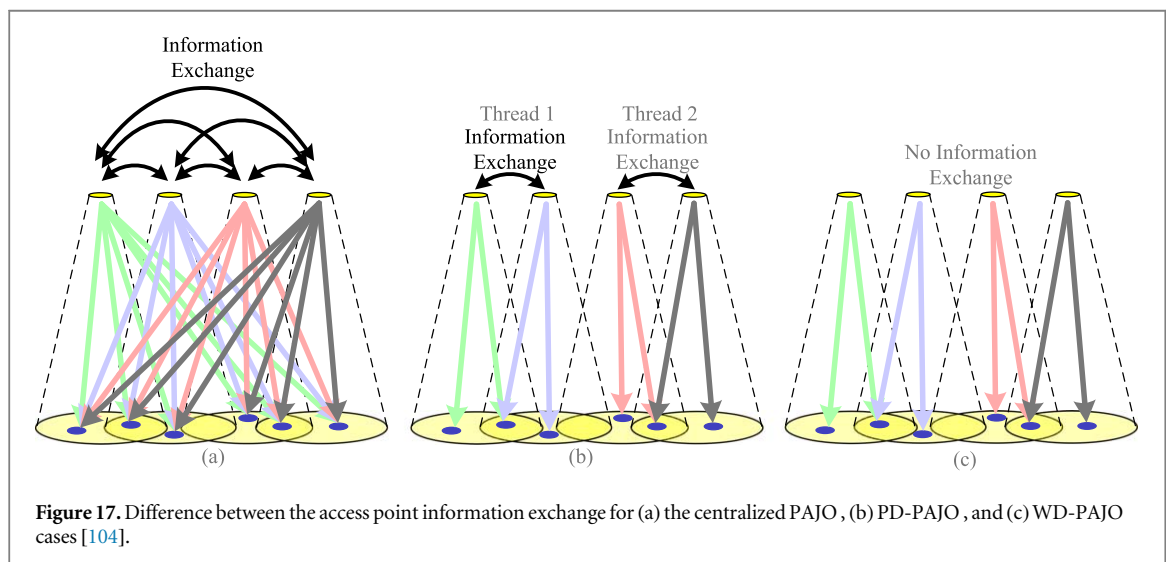 Information
Exchange
Thread 1
Information
Exchange
Thread 2
Information
Exchange
No Information
Exchange
(a)
(b)
(c)
Figure 17. Difference between the access point information exchange for (a) the centralized PAJO , (b) PD-PAJO , and (c) WD-PAJO
cases [104].